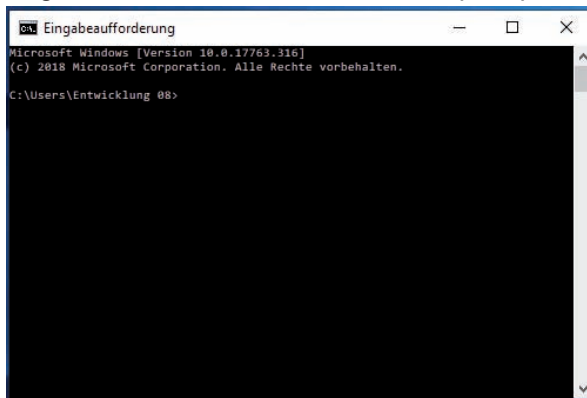 Eingabeaufforderung
Microsoft Windows [Version 10.0.17763.316]
(c) 2018 Microsoft Corporation. Alle Rechte vorbehalten.
C:\Users\Entwicklung 08>